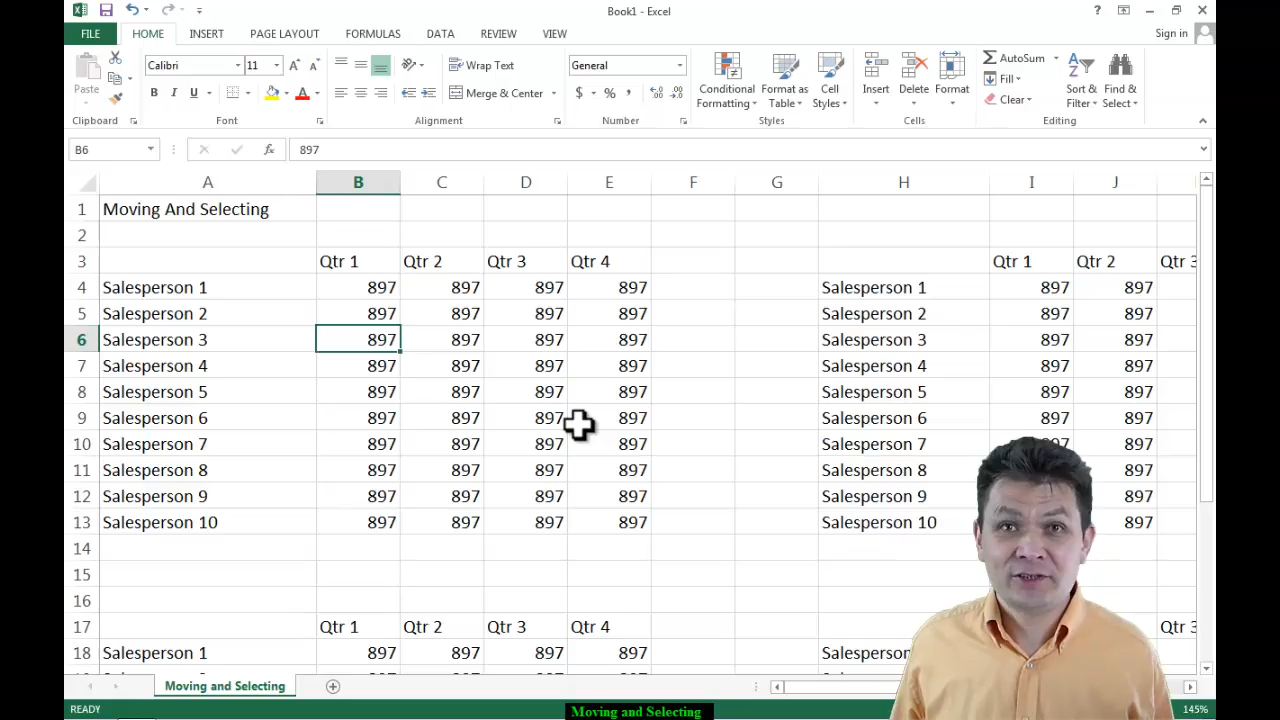 Book1 - Excel
?
FILE HOME INSERT PAGE LAYOUT FORMULAS DATA REVIEW VIEW Sign in
Paste Calibri 11 Wrap Text General Conditional Formatting Format as Table Cell Styles Insert Delete Format AutoSum Sort & Filter Find & Select
B I U A Merge & Center $ % , Fill
Clear
Clipboard Font Alignment Number Styles Cells Editing
B6 fx 897
A B C D E F G H I J
1 Moving And Selecting
2
3 Qtr 1 Qtr 2 Qtr 3 Qtr 4 Qtr 1 Qtr 2 Qtr 3
4 Salesperson 1 897 897 897 897 Salesperson 1 897 897
5 Salesperson 2 897 897 897 897 Salesperson 2 897 897
6 Salesperson 3 897 897 897 897 Salesperson 3 897 897
7 Salesperson 4 897 897 897 897 Salesperson 4 897 897
8 Salesperson 5 897 897 897 897 Salesperson 5 897 897
9 Salesperson 6 897 897 897 897 Salesperson 6 897 897
10 Salesperson 7 897 897 897 897 Salesperson 7 897
11 Salesperson 8 897 897 897 897 Salesperson 8 897
12 Salesperson 9 897 897 897 897 Salesperson 9 897
13 Salesperson 10 897 897 897 897 Salesperson 10 897
14
15
16
17 Qtr 1 Qtr 2 Qtr 3 Qtr 4 Qtr 3
18 Salesperson 1 897 897 897 897
Moving and Selecting
READY Moving and Selecting 145%